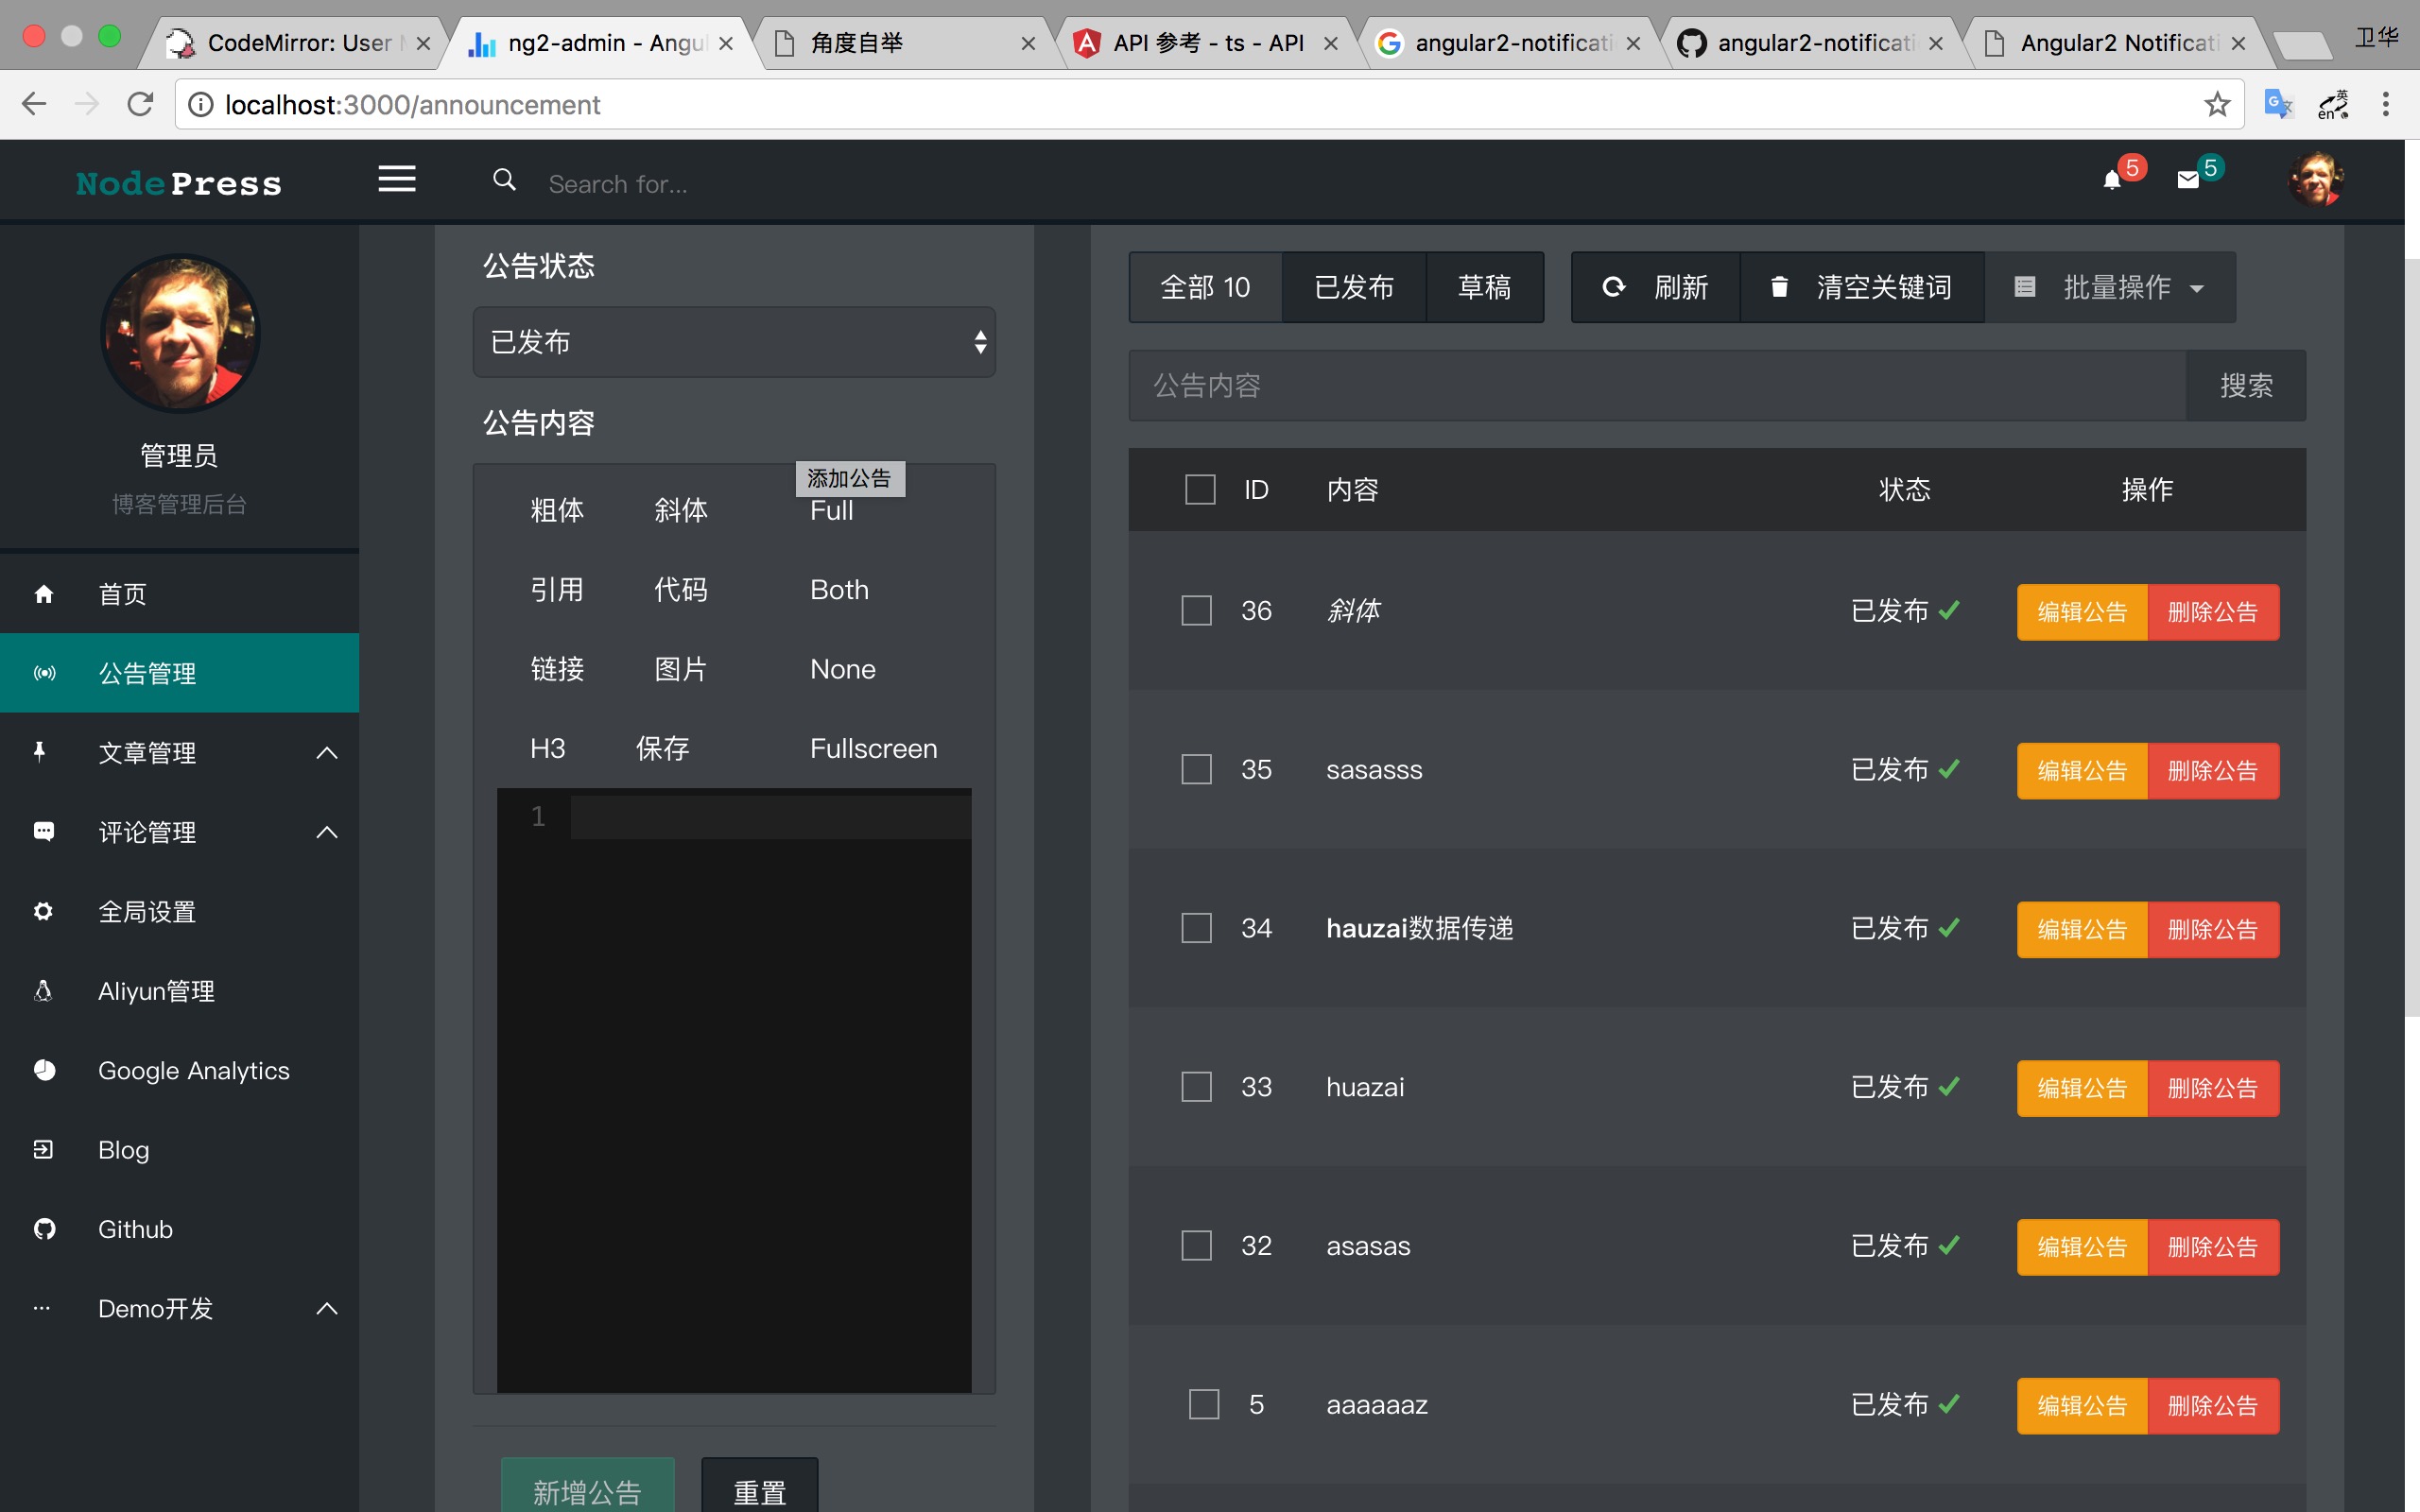 CodeMirror: User
ng2-admin - Angul
角度自举
API 参考 - ts - API
angular2-notificati
angular2-notificati
Angular2 Notificati
卫华
localhost:3000/announcement
英
en
NodePress
Search for...
5
5
管理员
博客管理后台
首页
公告管理
文章管理
评论管理
全局设置
Aliyun管理
Google Analytics
Blog
Github
Demo开发
公告状态
已发布
公告内容
添加公告
粗体 斜体 Full
引用 代码 Both
链接 图片 None
H3 保存 Fullscreen
1
新增公告 重置
全部 10 已发布 草稿 刷新 清空关键词 批量操作
公告内容 搜索
ID 内容 状态 操作
36 斜体 已发布 编辑公告 删除公告
35 sasasss 已发布 编辑公告 删除公告
34 hauzai数据传递 已发布 编辑公告 删除公告
33 huazai 已发布 编辑公告 删除公告
32 asasas 已发布 编辑公告 删除公告
5 aaaaaaz 已发布 编辑公告 删除公告